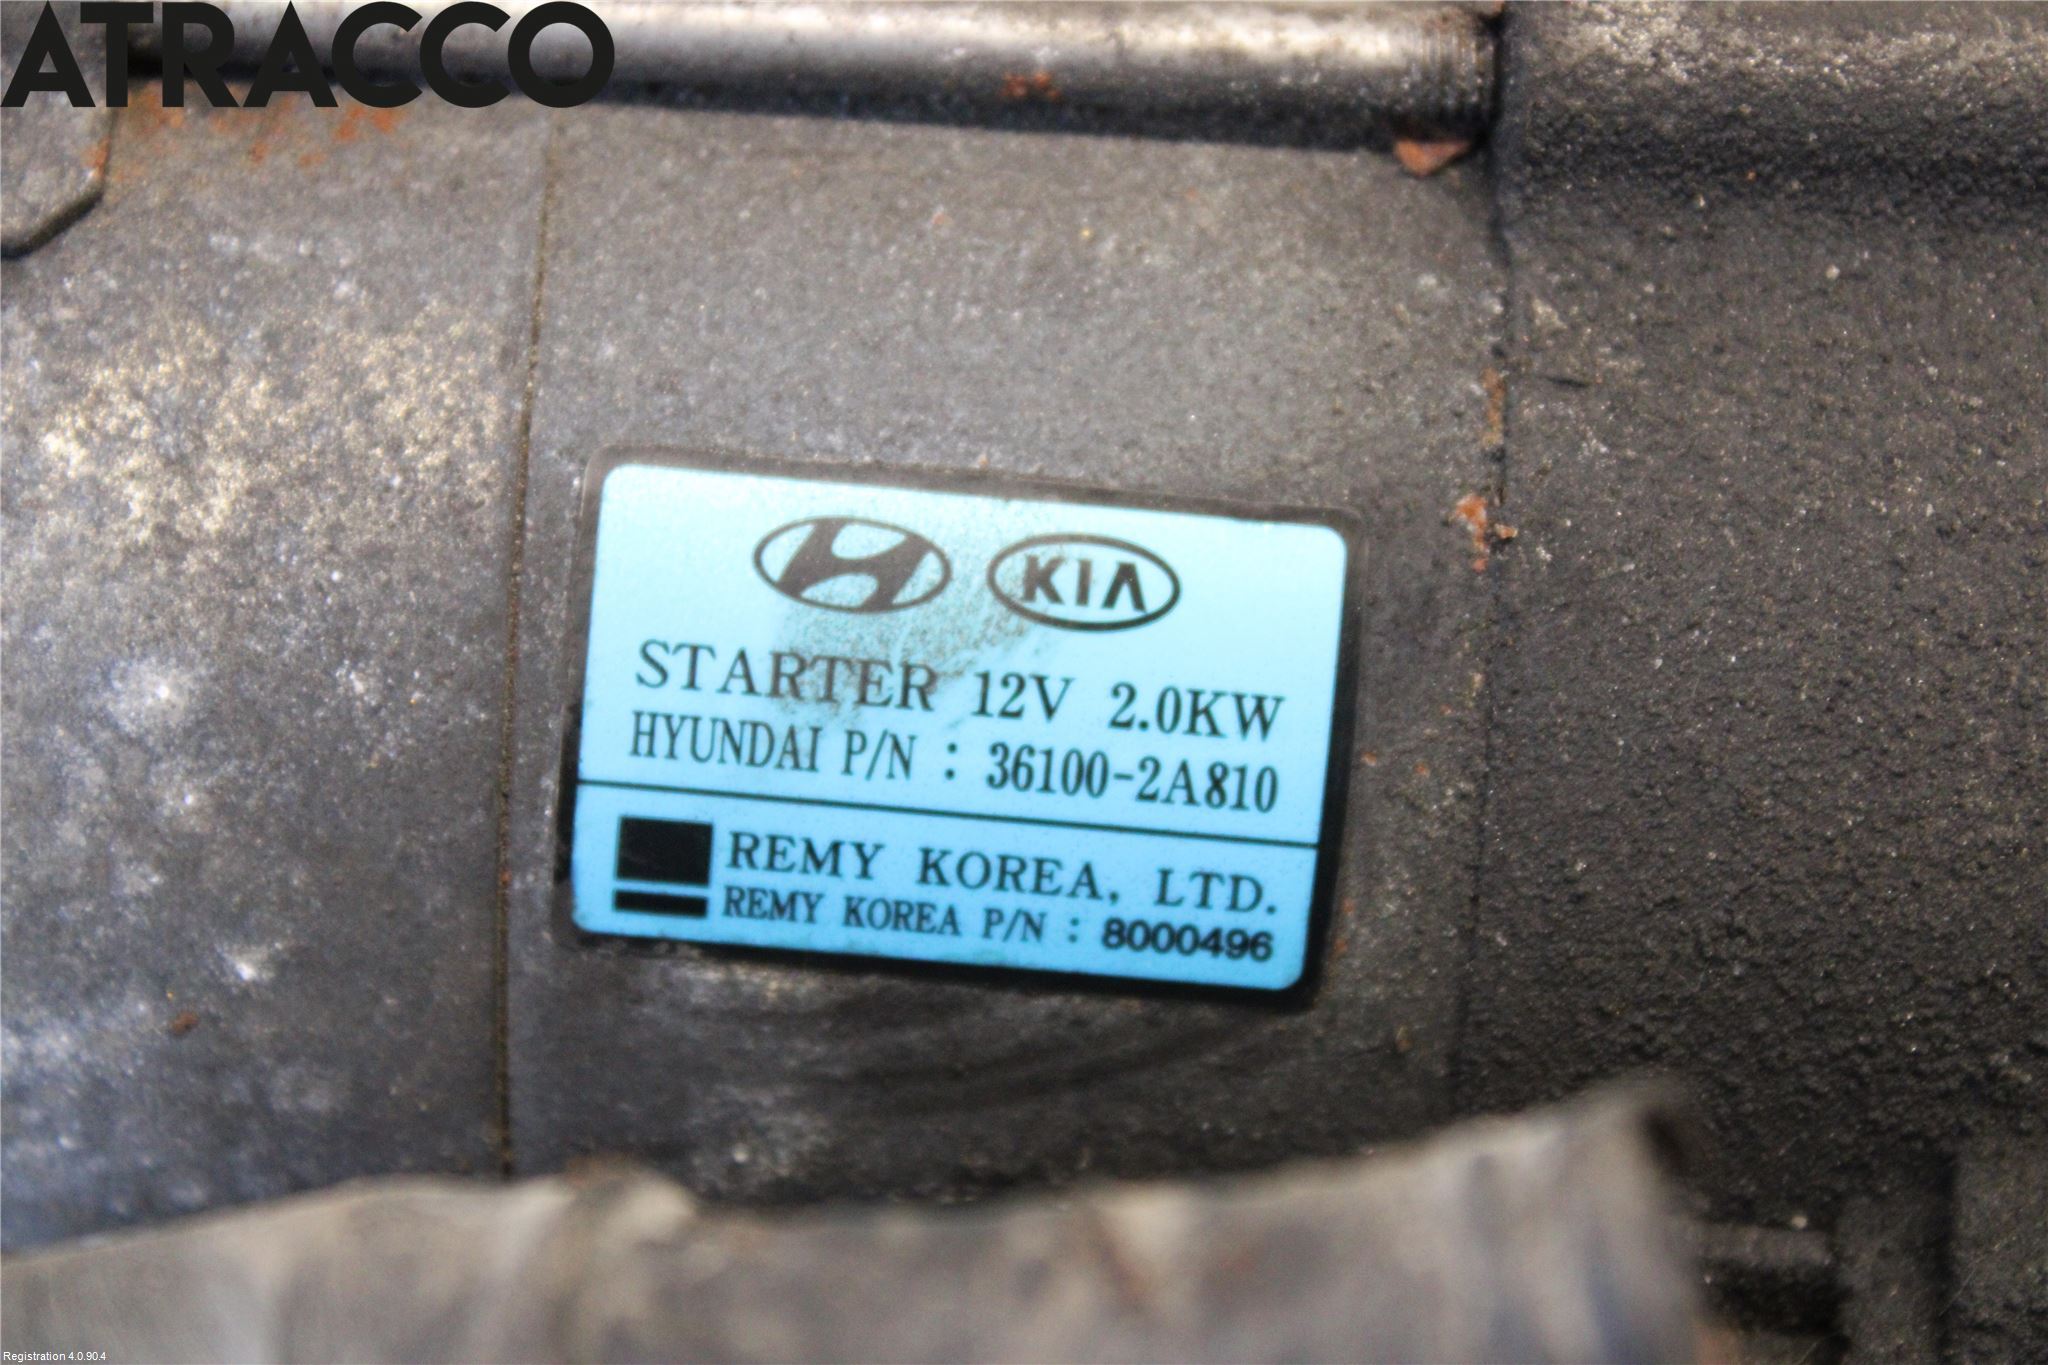 ATRACCO
KIA
STARTER 12V 2.0KW
HYUNDAI P/N : 36100-2A810
REMY KOREA, LTD.
REMY KOREA P/N : 8000496
Registration 4.0.90.4